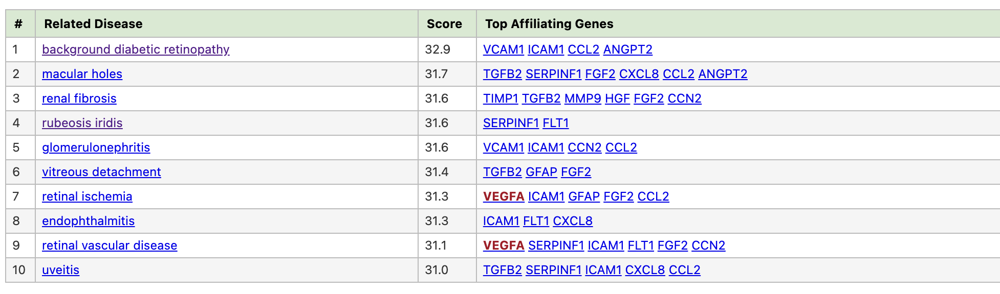 # Related Disease Score Top Affiliating Genes
1 background diabetic retinopathy 32.9 VCAM1 ICAM1 CCL2 ANGPT2
2 macular holes 31.7 TGFB2 SERPINF1 FGF2 CXCL8 CCL2 ANGPT2
3 renal fibrosis 31.6 TIMP1 TGFB2 MMP9 HGF FGF2 CCN2
4 rubeosis iridis 31.6 SERPINF1 FLT1
5 glomerulonephritis 31.6 VCAM1 ICAM1 CCN2 CCL2
6 vitreous detachment 31.4 TGFB2 GFAP FGF2
7 retinal ischemia 31.3 VEGFA ICAM1 GFAP FGF2 CCL2
8 endophthalmitis 31.3 ICAM1 FLT1 CXCL8
9 retinal vascular disease 31.1 VEGFA SERPINF1 ICAM1 FLT1 FGF2 CCN2
10 uveitis 31.0 TGFB2 SERPINF1 ICAM1 CXCL8 CCL2